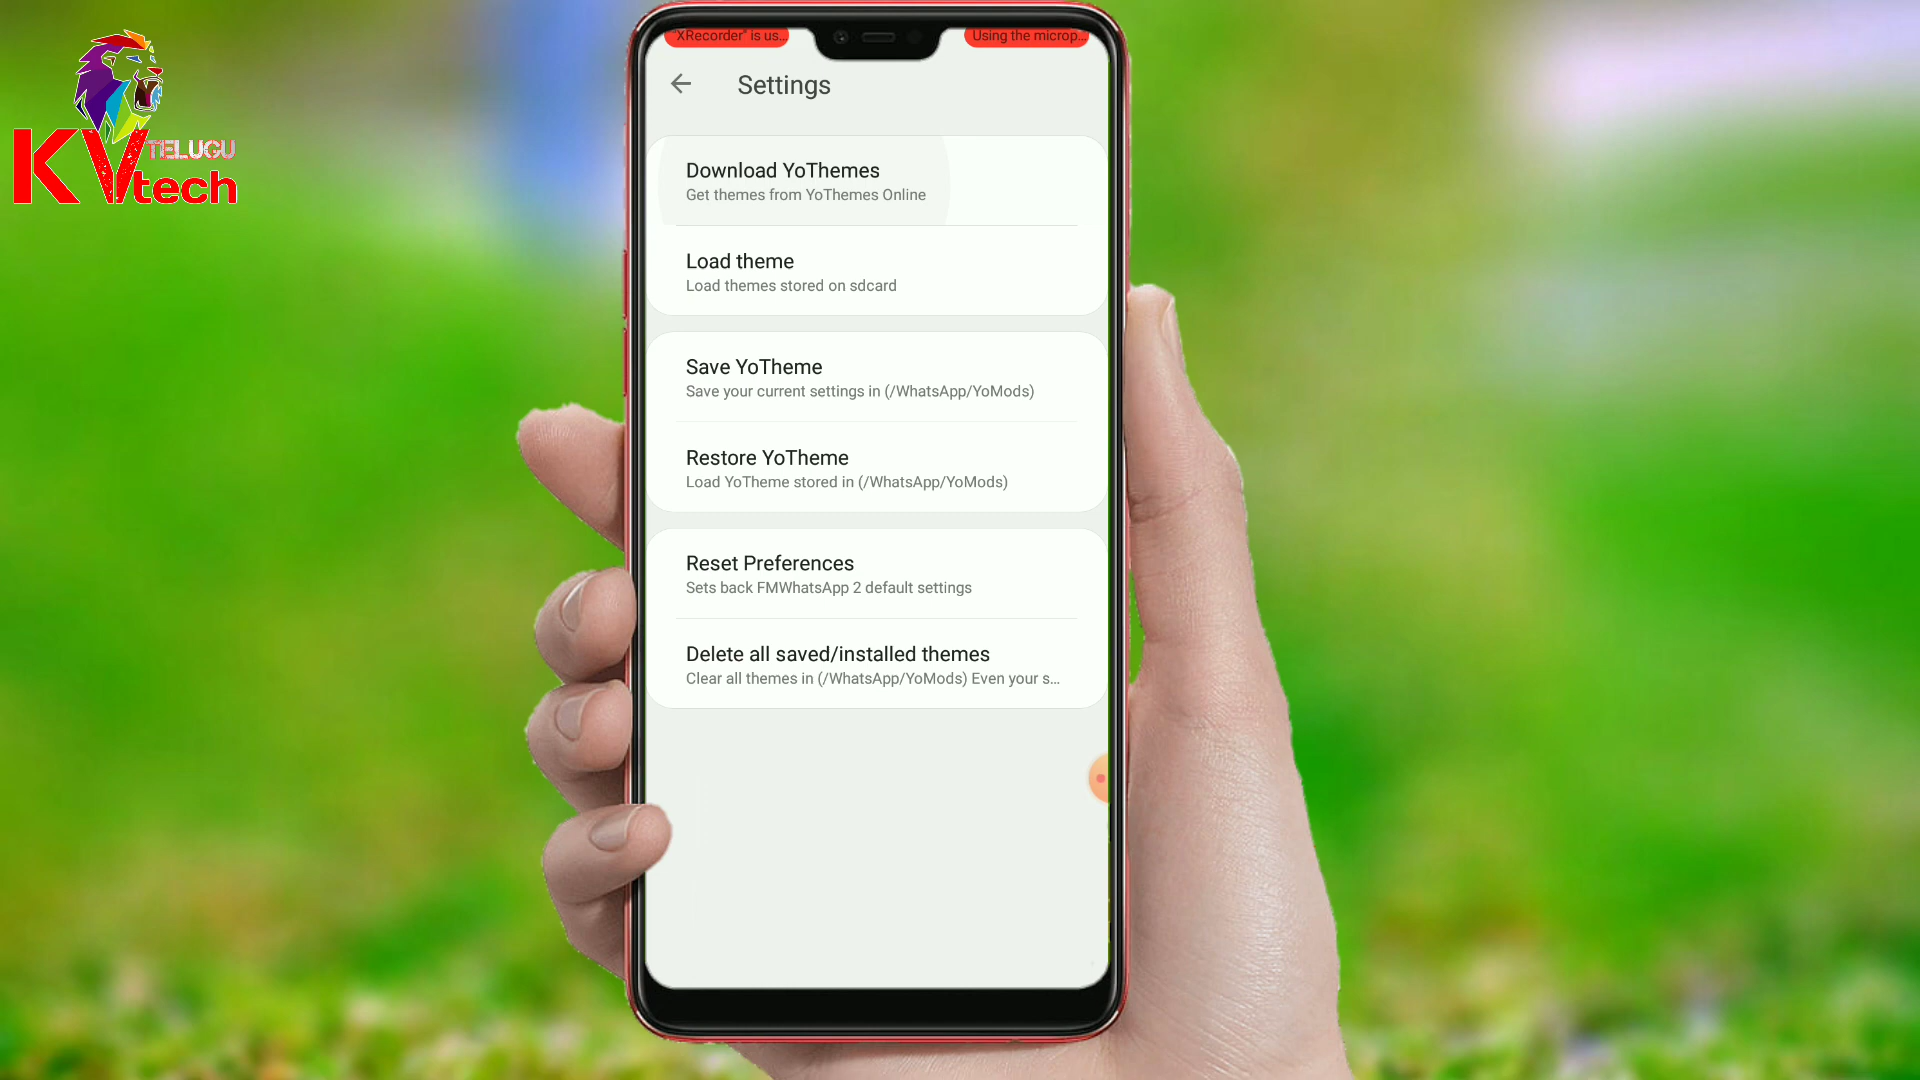 "XRecorder" is us...
Using the microp...
Settings
KV TELUGU
tech
Download YoThemes
Get themes from YoThemes Online
Load theme
Load themes stored on sdcard
Save YoTheme
Save your current settings in (/WhatsApp/YoMods)
Restore YoTheme
Load YoTheme stored in (/WhatsApp/YoMods)
Reset Preferences
Sets back FMWhatsApp 2 default settings
Delete all saved/installed themes
Clear all themes in (/WhatsApp/YoMods) Even your s...